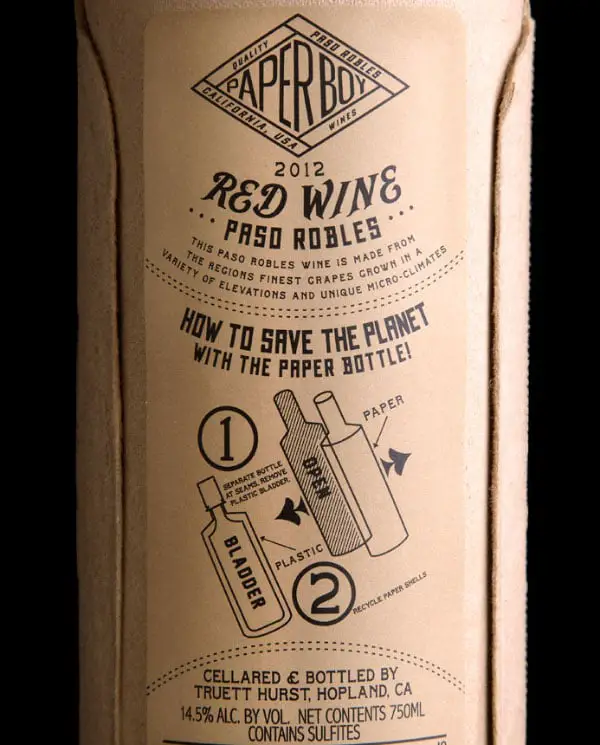 QUALITY
PASO ROBLES
PAPER BOY
CALIFORNIA, USA
WINES
2012
RED WINE
... PASO ROBLES ...
THIS PASO ROBLES WINE IS MADE FROM
THE REGIONS FINEST GRAPES GROWN IN A
VARIETY OF ELEVATIONS AND UNIQUE MICRO-CLIMATES
HOW TO SAVE THE PLANET
WITH THE PAPER BOTTLE!
1
SEPARATE BOTTLE
AT SEAMS. REMOVE
PLASTIC BLADDER.
OPEN
PAPER
BLADDER
PLASTIC
2
RECYCLE PAPER SHELLS
CELLARED & BOTTLED BY
TRUETT HURST, HOPLAND, CA
14.5% ALC. BY VOL. NET CONTENTS 750ML
CONTAINS SULFITES